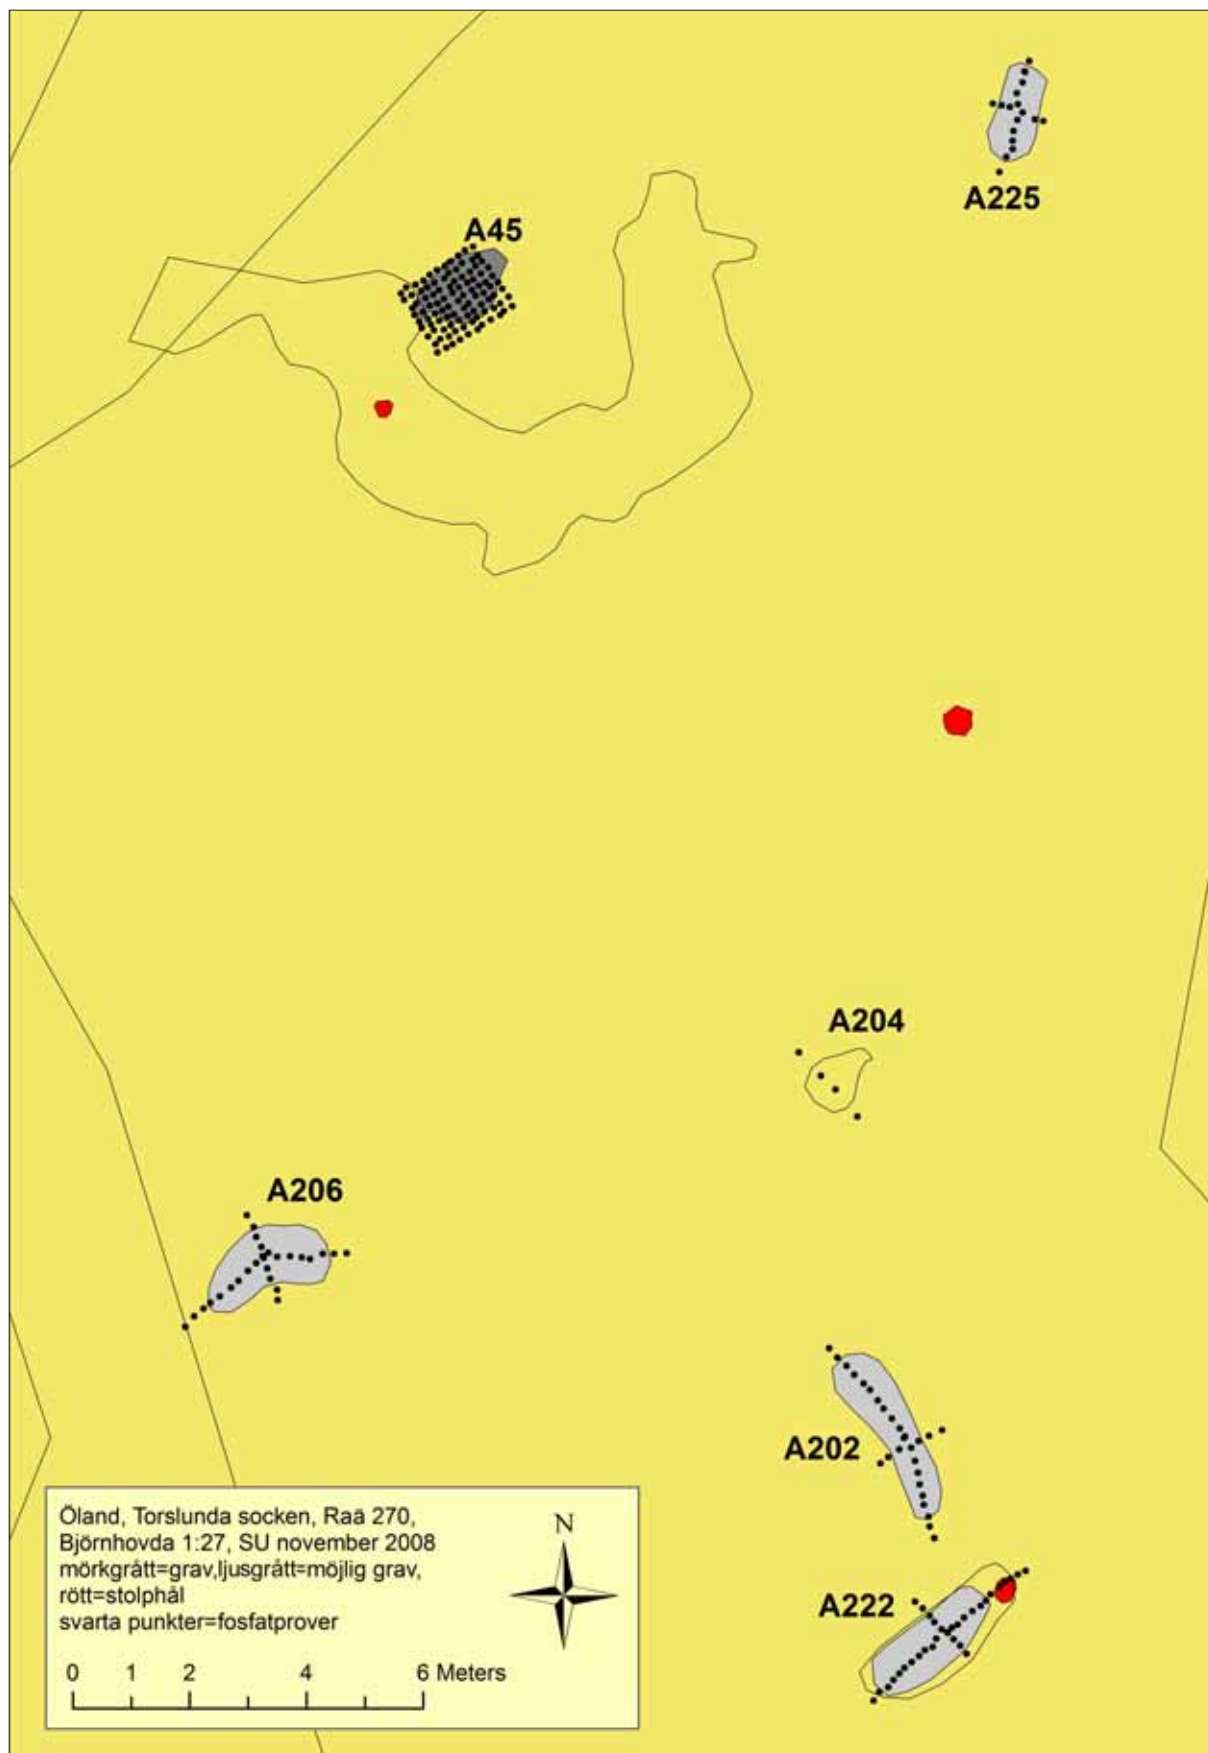 A225
A45
A204
A206
A202
A222
Öland, Torslunda socken, Raä 270,
Björnhovda 1:27, SU november 2008
mörkgrått=grav,ljusgrått=möjlig grav,
rött=stolphål
svarta punkter=fosfatprover
N
0 1 2 4 6 Meters